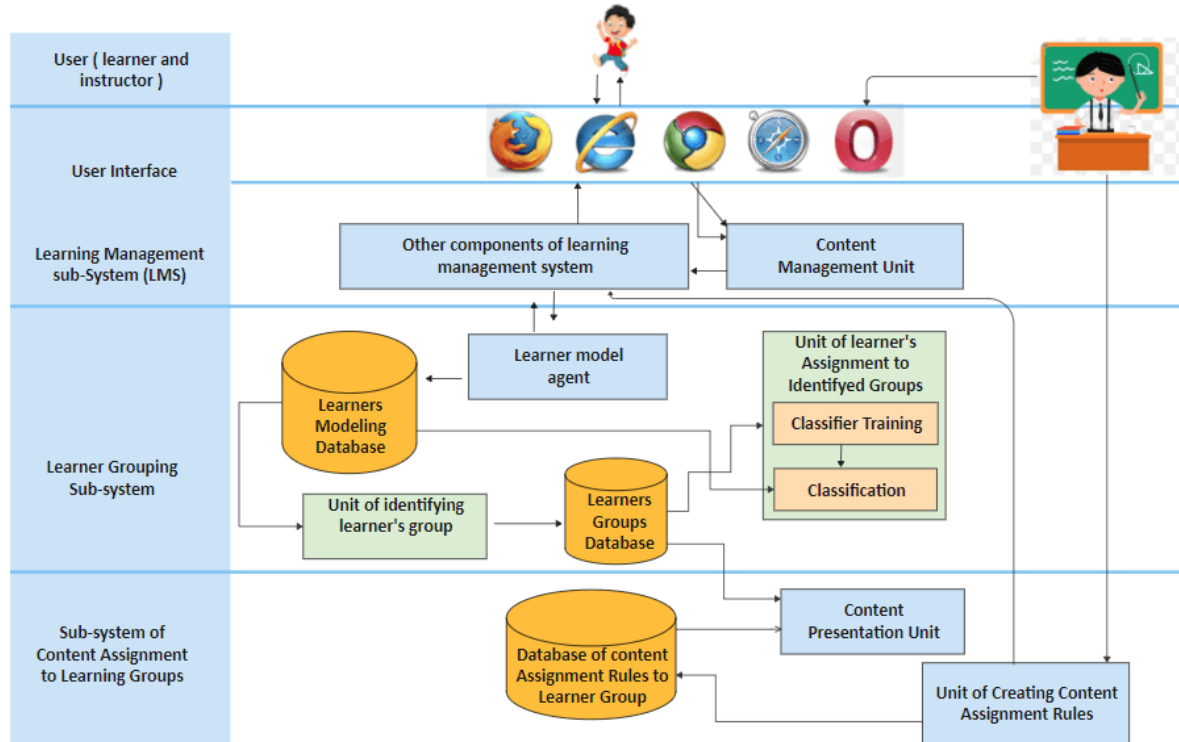 User ( learner and
instructor )
User Interface
Learning Management
sub-System (LMS)
Other components of learning
management system
Content
Management Unit
Learner Grouping
Sub-system
Learner model
agent
Learners
Modeling
Database
Unit of learner's
Assignment to
Identifyed Groups
Classifier Training
Classification
Unit of identifying
learner's group
Learners
Groups
Database
Sub-system of
Content Assignment
to Learning Groups
Database of content
Assignment Rules to
Learner Group
Content
Presentation Unit
Unit of Creating Content
Assignment Rules